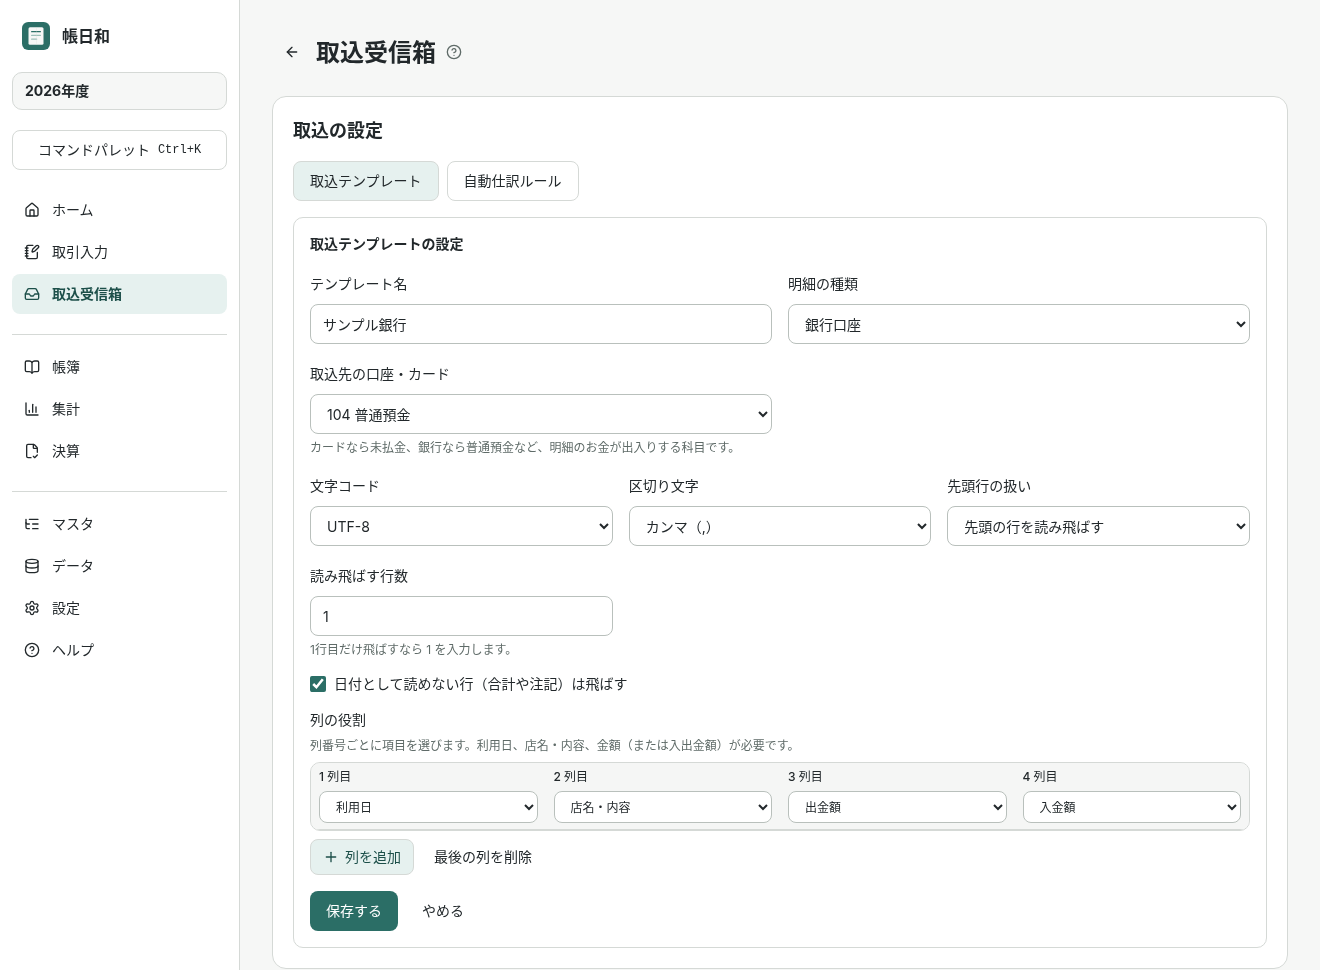 帳日和
2026年度
コマンドパレット Ctrl+K
ホーム
取引入力
取込受信箱
帳簿
集計
決算
マスタ
データ
設定
ヘルプ
取込受信箱
取込の設定
取込テンプレート 自動仕訳ルール
取込テンプレートの設定
テンプレート名 明細の種類
サンプル銀行 銀行口座
取込先の口座・カード
104 普通預金
カードなら未払金、銀行なら普通預金など、明細のお金が出入りする科目です。
文字コード 区切り文字 先頭行の扱い
UTF-8 カンマ（,） 先頭の行を読み飛ばす
読み飛ばす行数
1
1行目だけ飛ばすなら 1 を入力します。
日付として読めない行（合計や注記）は飛ばす
列の役割
列番号ごとに項目を選びます。利用日、店名・内容、金額（または入出金額）が必要です。
1 列目 2 列目 3 列目 4 列目
利用日 店名・内容 出金額 入金額
列を追加 最後の列を削除
保存する やめる